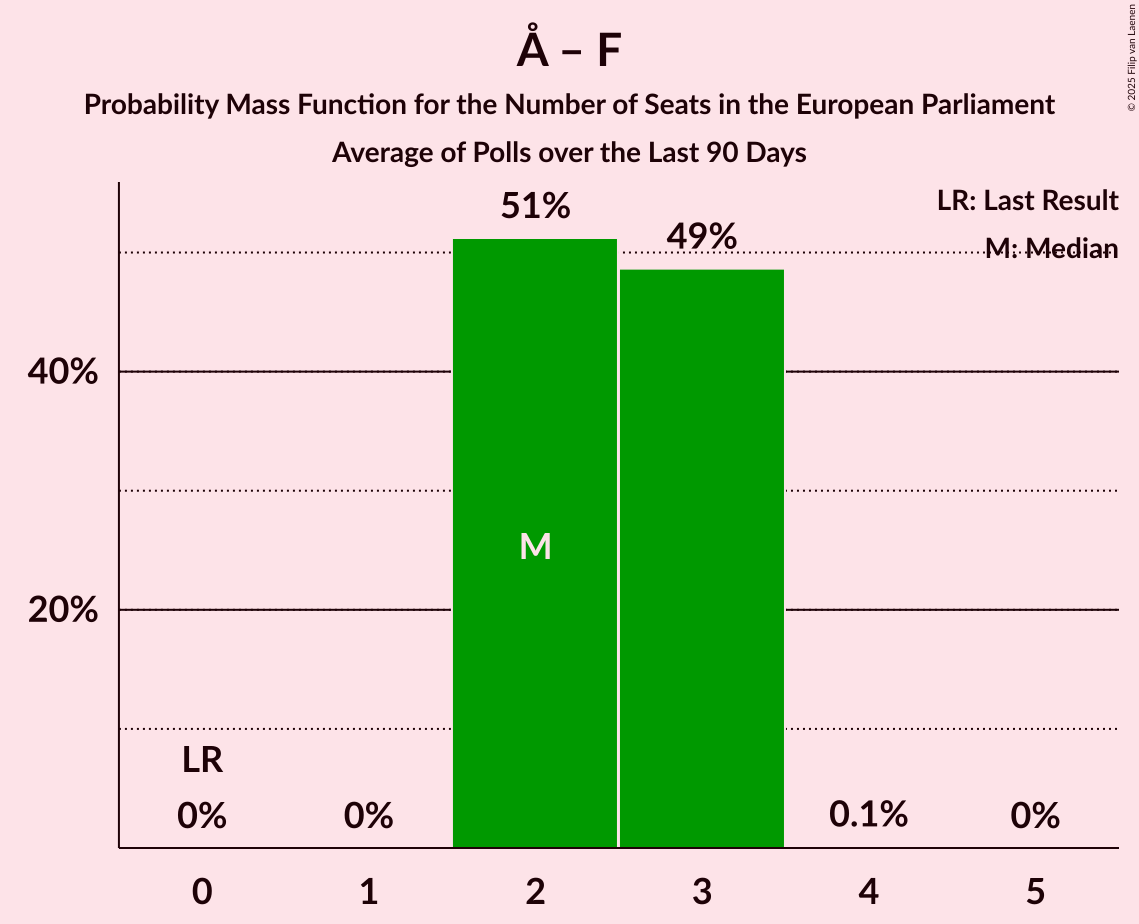 Å – F
Probability Mass Function for the Number of Seats in the European Parliament
Average of Polls over the Last 90 Days
© 2025 Filip van Laenen
LR: Last Result
M: Median
51%
49%
40%
M
20%
LR
0%
0%
0.1%
0%
0
1
2
3
4
5